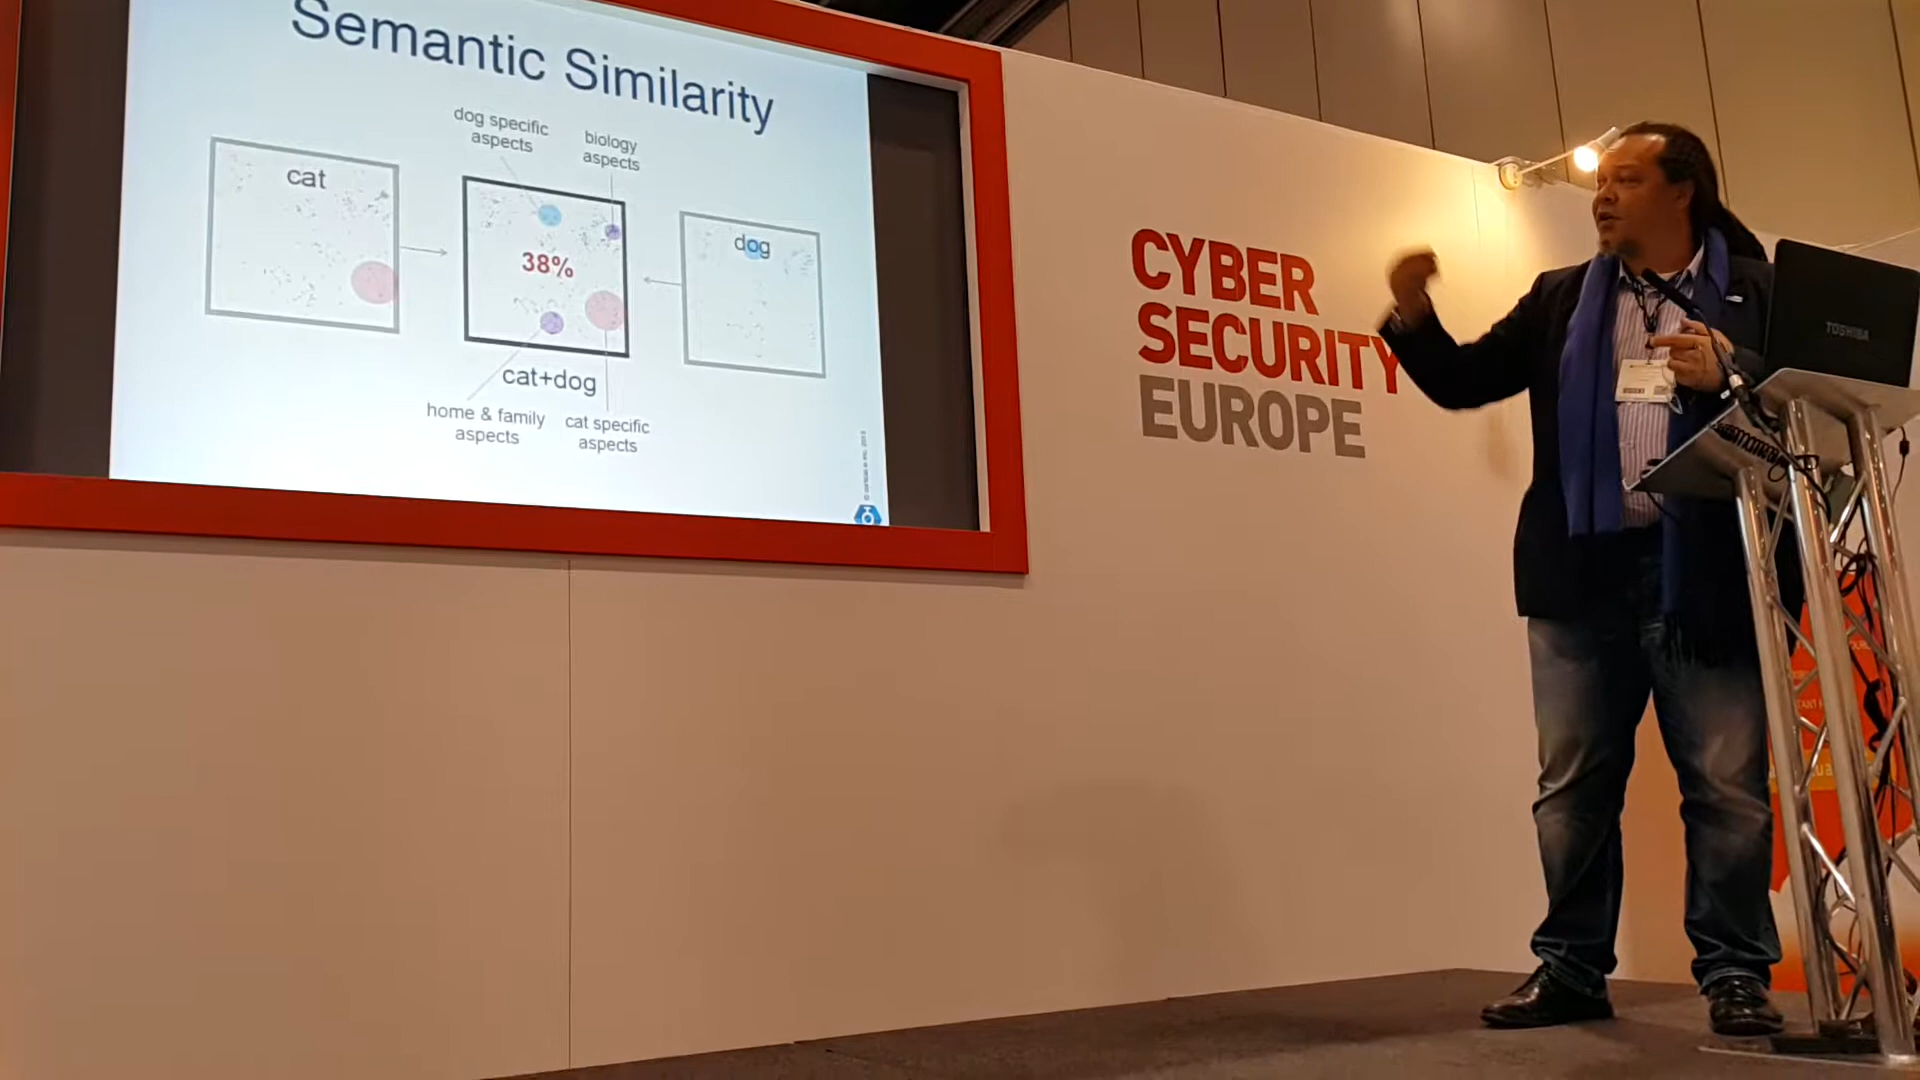 Semantic Similarity
dog specific
aspects
biology
aspects
cat
38%
dog
cat+dog
home & family
aspects
cat specific
aspects
CYBER
SECURITY
EUROPE
TOSHIBA